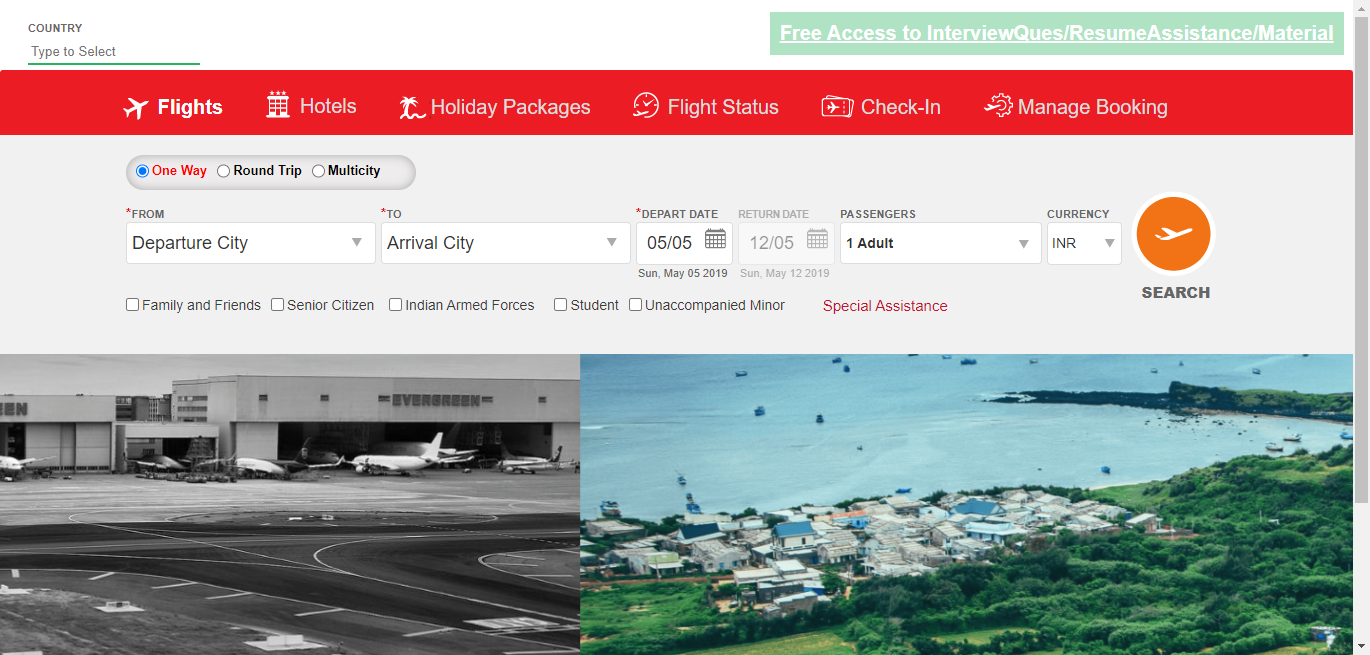 COUNTRY
Type to Select
Free Access to InterviewQues/ResumeAssistance/Material
Flights Hotels Holiday Packages Flight Status Check-In Manage Booking
One Way Round Trip Multicity
*FROM *TO *DEPART DATE RETURN DATE PASSENGERS CURRENCY
Departure City Arrival City 05/05 12/05 1 Adult INR
Sun, May 05 2019 Sun, May 12 2019
SEARCH
Family and Friends Senior Citizen Indian Armed Forces Student Unaccompanied Minor Special Assistance
EVERGREEN
EEN